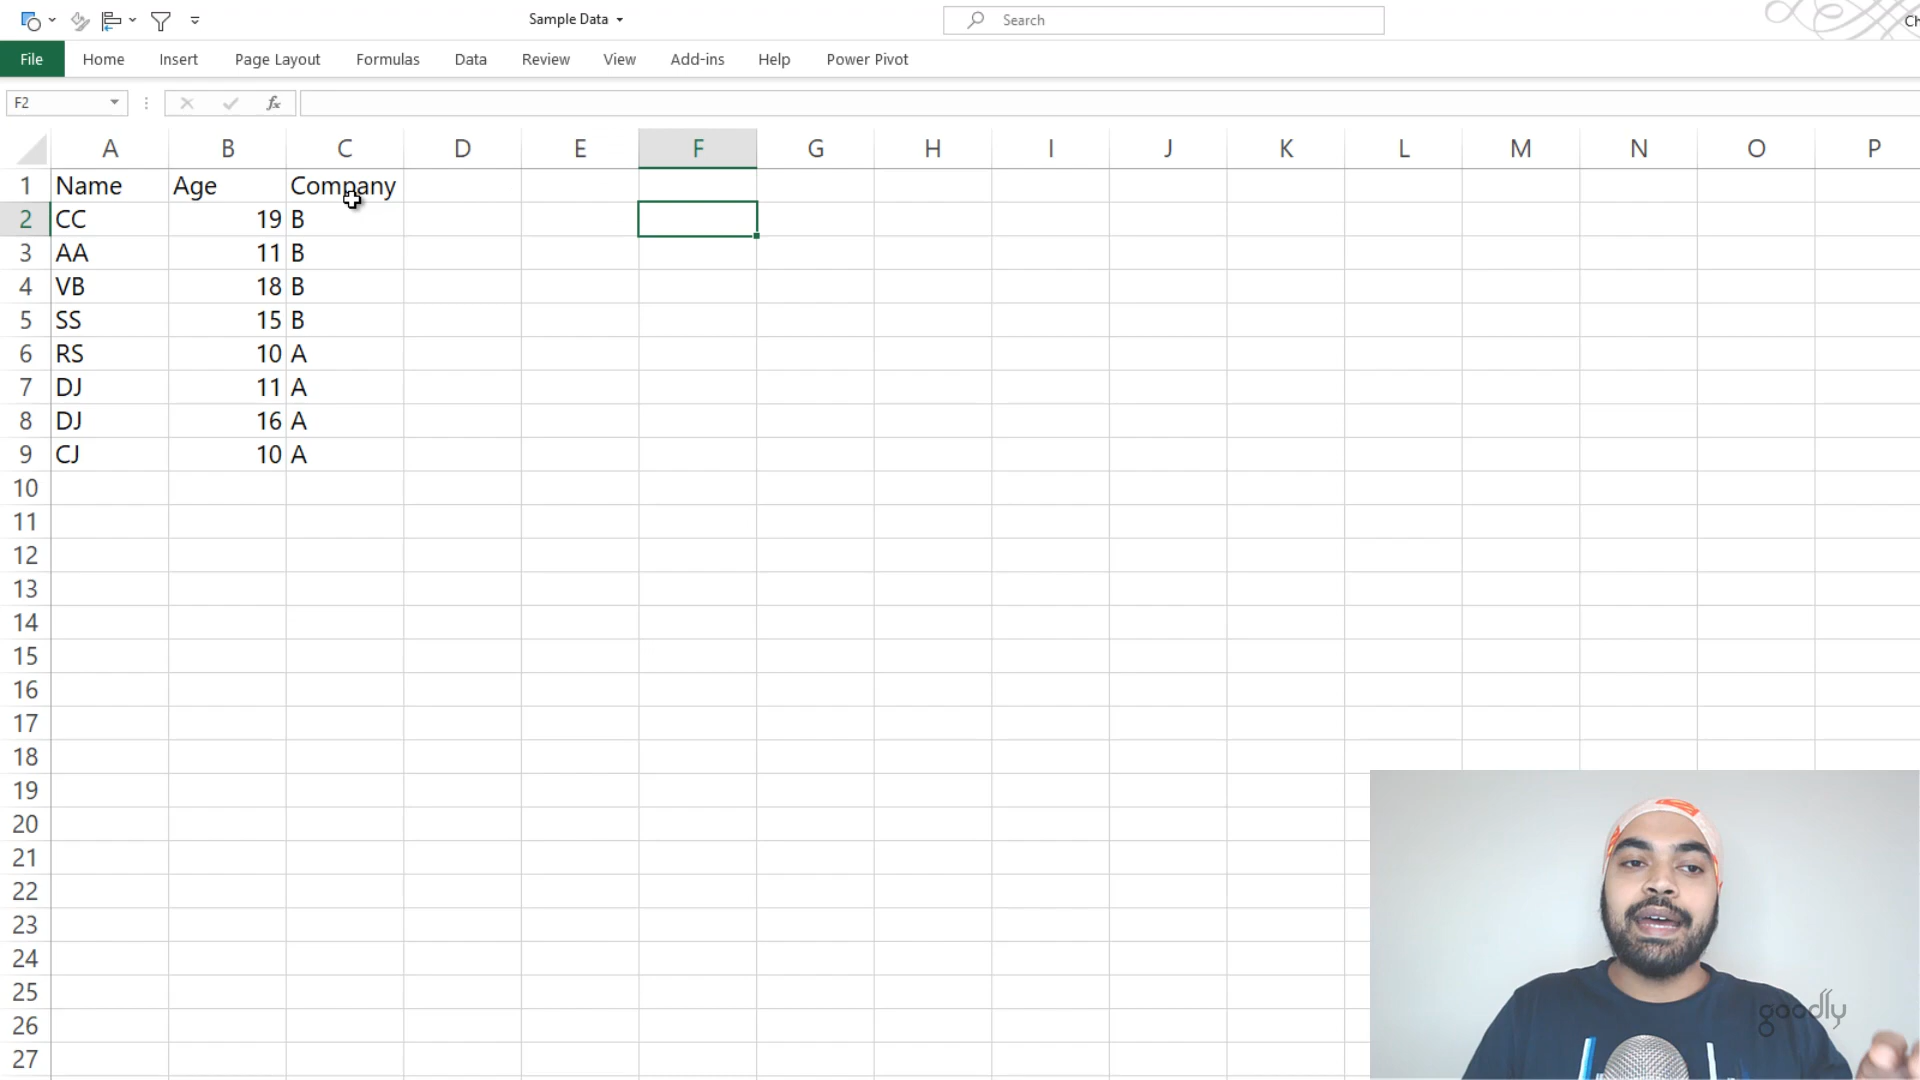 Sample Data
Search
Ch
File Home Insert Page Layout Formulas Data Review View Add-ins Help Power Pivot
F2 fx
A B C D E F G H I J K L M N O P
1 Name Age Company
2 CC 19 B
3 AA 11 B
4 VB 18 B
5 SS 15 B
6 RS 10 A
7 DJ 11 A
8 DJ 16 A
9 CJ 10 A
10
11
12
13
14
15
16
17
18
19
20
21
22
23
24
25
26
27
goodly